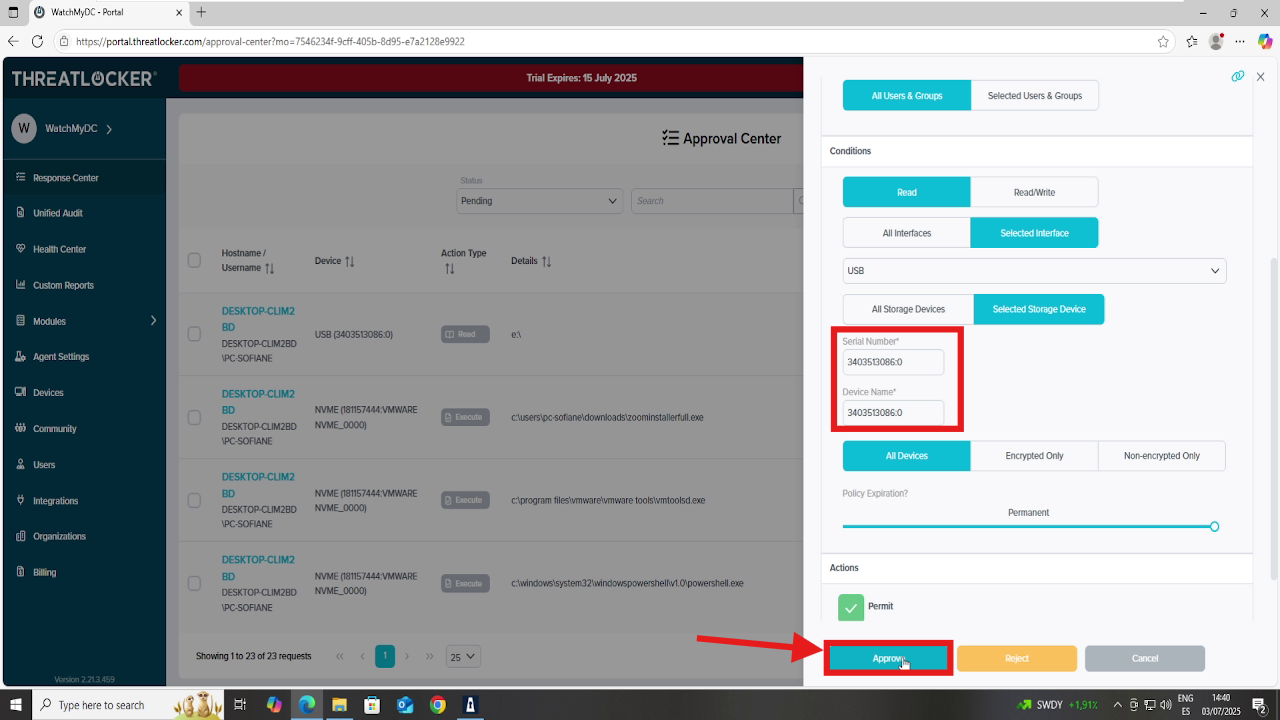 WatchMyDC - Portal
https://portal.threatlocker.com/approval-center?mo=7546234f-9cff-405b-8d95-e7a2128e9922
THREATLOCKER
Trial Expires: 15 July 2025
W WatchMyDC
Response Center
Unified Audit
Health Center
Custom Reports
Modules
Agent Settings
Devices
Community
Users
Integrations
Organizations
Billing
Version 2.21.3.459
Approval Center
Status
Pending
Search
Hostname /
Username
Device
Action Type
Details
DESKTOP-CLIM2
BD
DESKTOP-CLIM2BD
\PC-SOFIANE
USB (3403513086:0)
Read
e:\
DESKTOP-CLIM2
BD
DESKTOP-CLIM2BD
\PC-SOFIANE
NVME (181157444:VMWARE
NVME_0000)
Execute
c:\users\pc-sofiane\downloads\zoominstallerfull.exe
DESKTOP-CLIM2
BD
DESKTOP-CLIM2BD
\PC-SOFIANE
NVME (181157444:VMWARE
NVME_0000)
Execute
c:\program files\vmware\vmware tools\vmtoolsd.exe
DESKTOP-CLIM2
BD
DESKTOP-CLIM2BD
\PC-SOFIANE
NVME (181157444:VMWARE
NVME_0000)
Execute
c:\windows\system32\windowspowershell\v1.0\powershell.exe
Showing 1 to 23 of 23 requests
1
25
All Users & Groups
Selected Users & Groups
Conditions
Read
Read/Write
All Interfaces
Selected Interface
USB
All Storage Devices
Selected Storage Device
Serial Number*
3403513086:0
Device Name*
3403513086:0
All Devices
Encrypted Only
Non-encrypted Only
Policy Expiration?
Permanent
Actions
Permit
Approve
Reject
Cancel
Type here to search
SWDY +1,91%
ENG
ES
14:40
03/07/2025